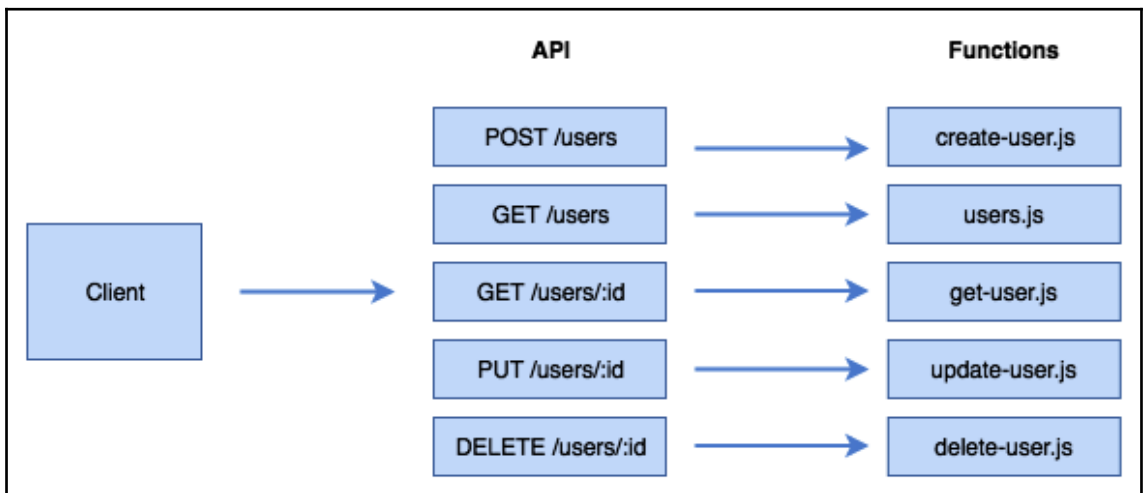 API
Functions
POST /users
create-user.js
GET /users
users.js
Client
GET /users/:id
get-user.js
PUT /users/:id
update-user.js
DELETE /users/:id
delete-user.js